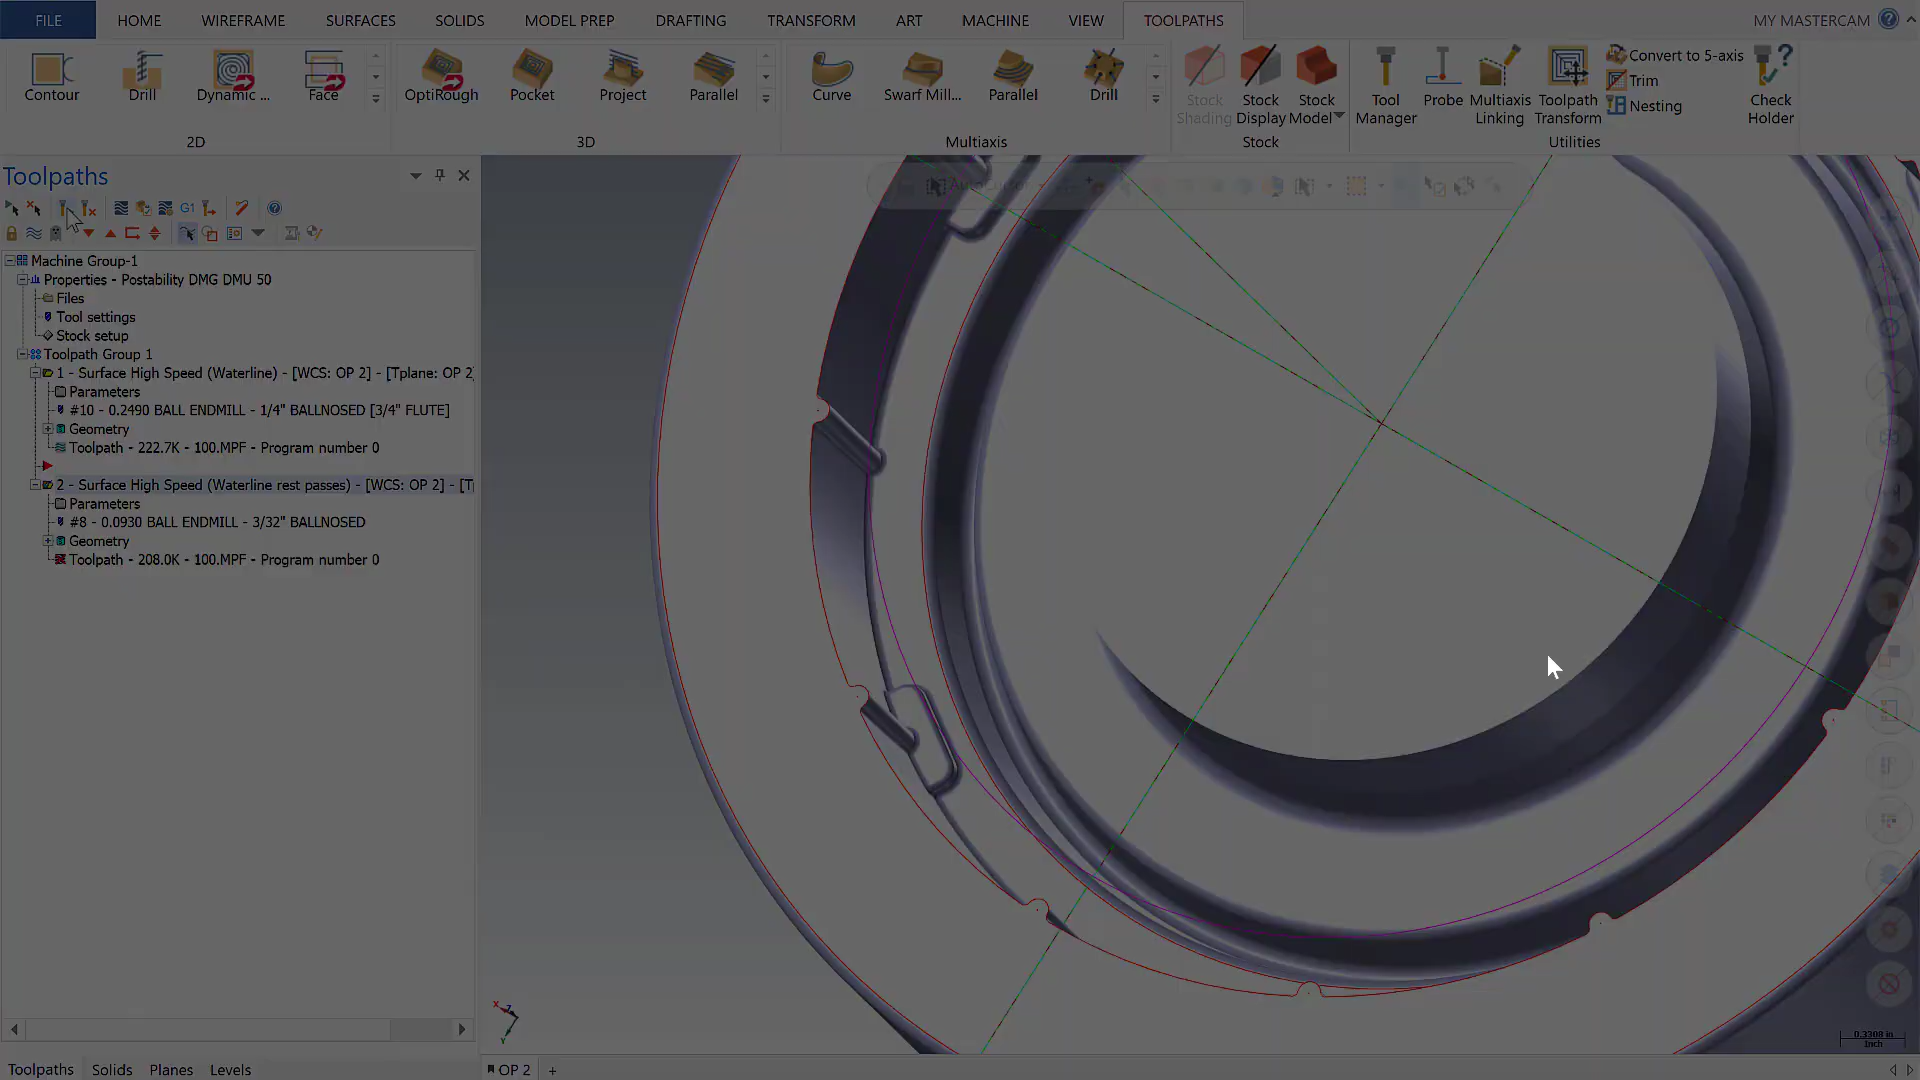 FILE HOME WIREFRAME SURFACES SOLIDS MODEL PREP DRAFTING TRANSFORM ART MACHINE VIEW TOOLPATHS MY MASTERCAM
Contour Drill Dynamic ... Face OptiRough Pocket Project Parallel Curve Swarf Mill... Parallel Drill
Stock Shading Stock Display Stock Model Tool Manager Probe Multiaxis Linking Toolpath Transform
Convert to 5-axis
Trim
Nesting
Check Holder
2D 3D Multiaxis Stock Utilities
Toolpaths
G1
Machine Group-1
Properties - Postability DMG DMU 50
Files
Tool settings
Stock setup
Toolpath Group 1
1 - Surface High Speed (Waterline) - [WCS: OP 2] - [Tplane: OP 2]
Parameters
#10 - 0.2490 BALL ENDMILL - 1/4" BALLNOSED [3/4" FLUTE]
Geometry
Toolpath - 222.7K - 100.MPF - Program number 0
2 - Surface High Speed (Waterline rest passes) - [WCS: OP 2] - [T
Parameters
#8 - 0.0930 BALL ENDMILL - 3/32" BALLNOSED
Geometry
Toolpath - 208.0K - 100.MPF - Program number 0
AutoCursor
X
Z
Y
0.3308 in
Inch
Toolpaths Solids Planes Levels
OP 2 +